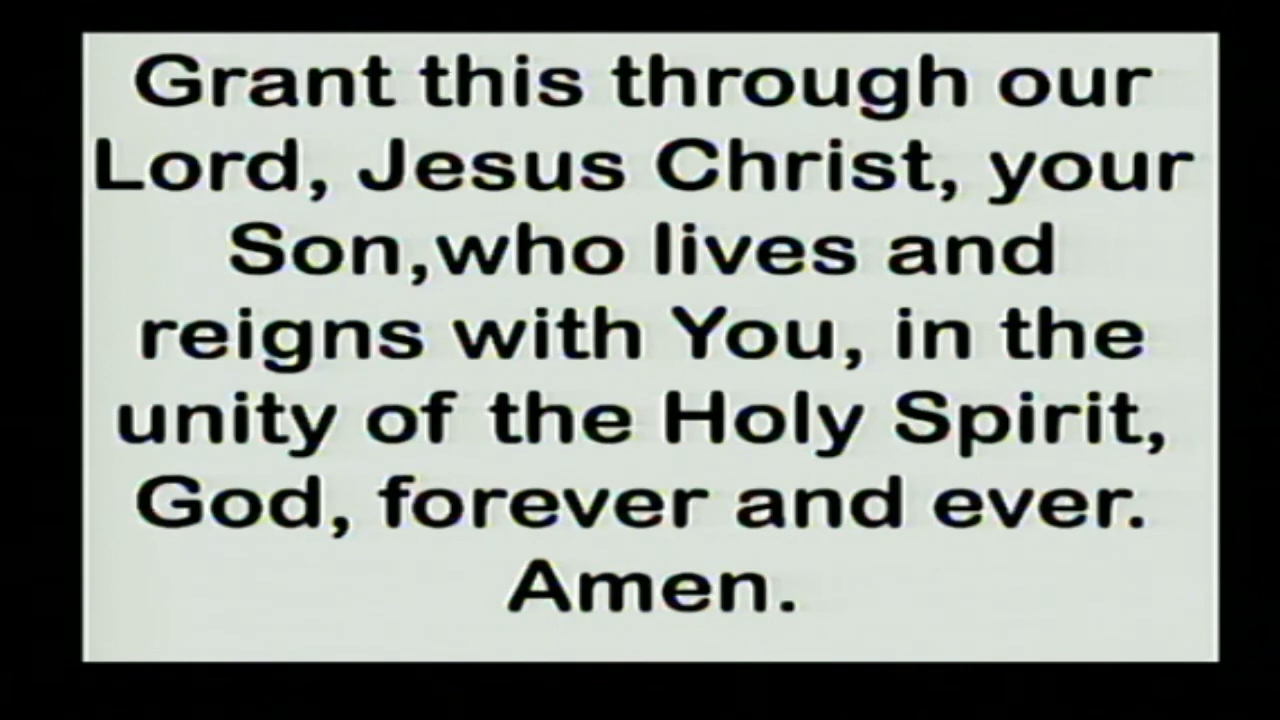 Grant this through our
Lord, Jesus Christ, your
Son,who lives and
reigns with You, in the
unity of the Holy Spirit,
God, forever and ever.
Amen.